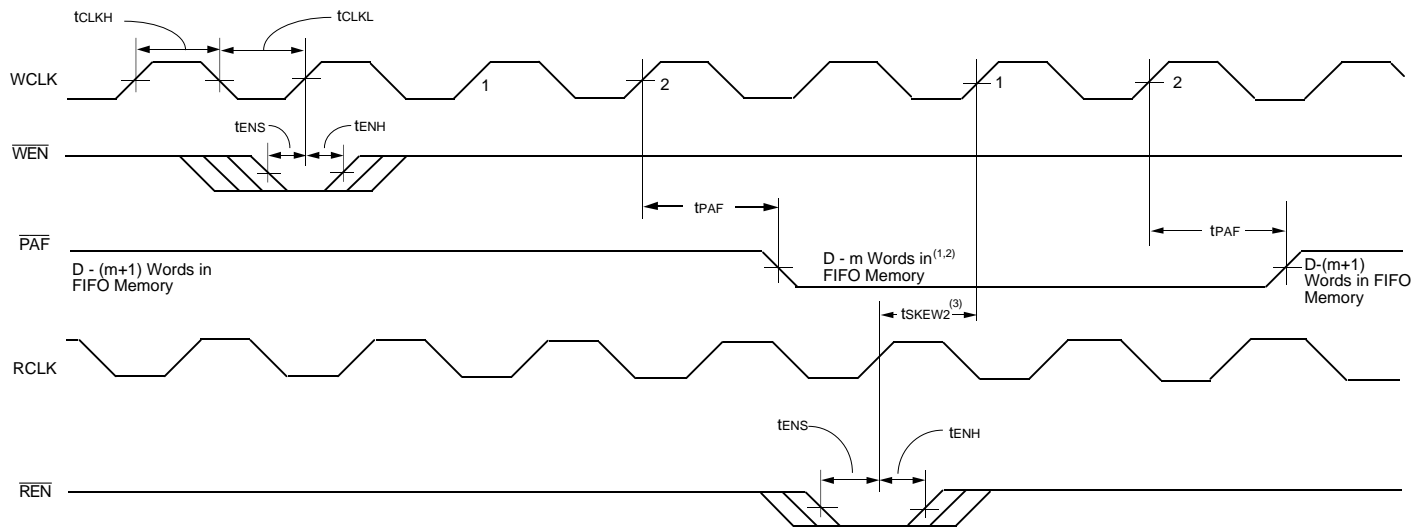 tCLKH
tCLKL
WCLK
1
2
1
2
tENS
tENH
WEN
tPAF
tPAF
PAF
D - (m+1) Words in
FIFO Memory
D - m Words in(1,2)
FIFO Memory
D-(m+1)
Words in FIFO
Memory
tSKEW2(3)
RCLK
tENS
tENH
REN